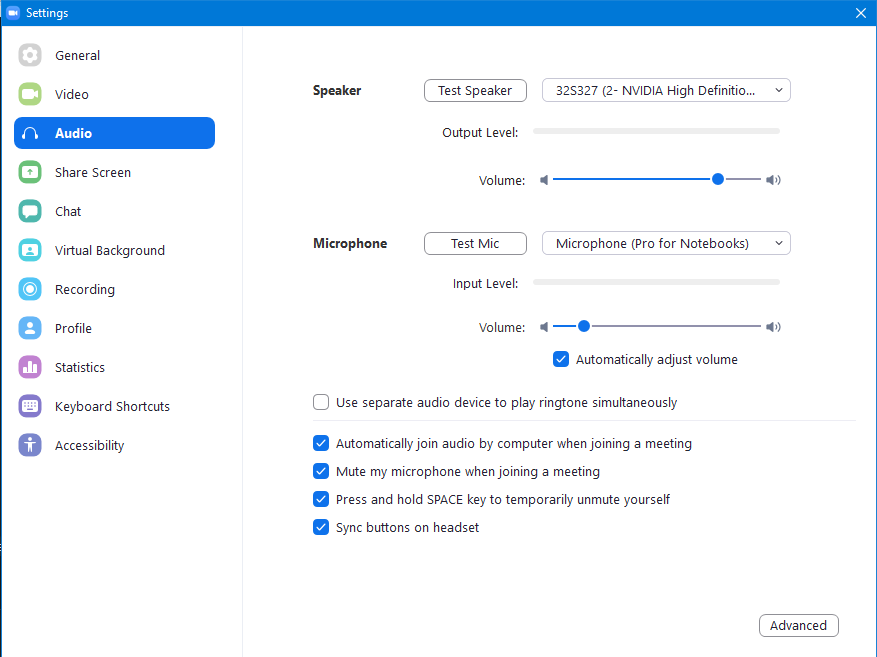 Settings
General
Video
Audio
Share Screen
Chat
Virtual Background
Recording
Profile
Statistics
Keyboard Shortcuts
Accessibility
Speaker
Test Speaker
32S327 (2- NVIDIA High Definitio...
Output Level:
Volume:
Microphone
Test Mic
Microphone (Pro for Notebooks)
Input Level:
Volume:
Automatically adjust volume
Use separate audio device to play ringtone simultaneously
Automatically join audio by computer when joining a meeting
Mute my microphone when joining a meeting
Press and hold SPACE key to temporarily unmute yourself
Sync buttons on headset
Advanced